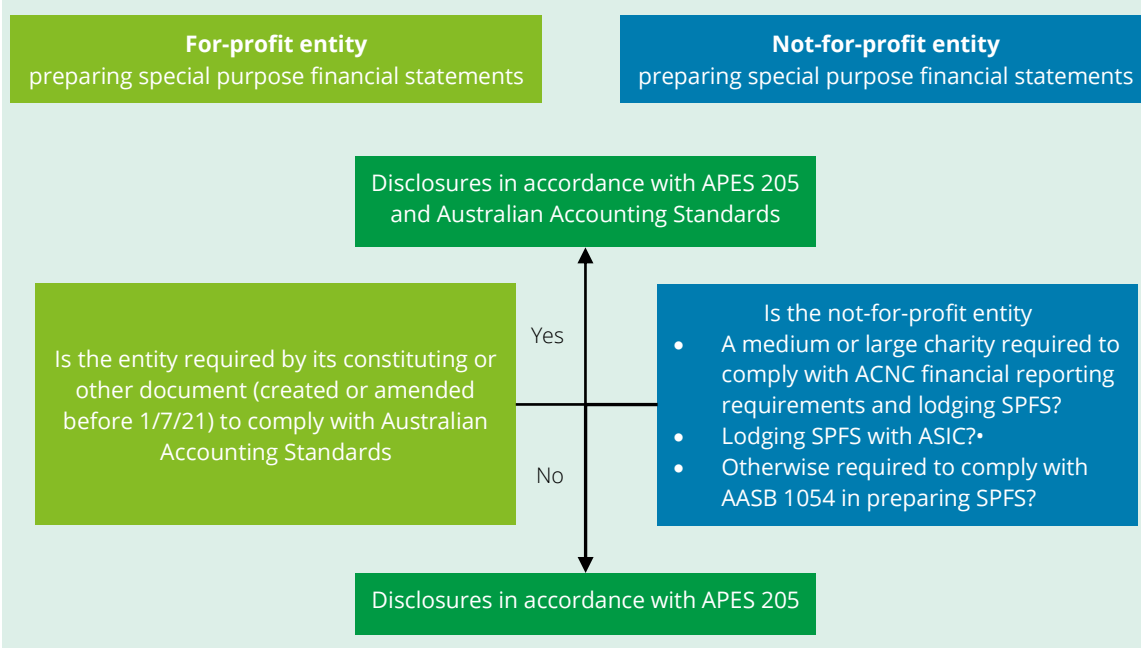 For-profit entity
preparing special purpose financial statements
Not-for-profit entity
preparing special purpose financial statements
Disclosures in accordance with APES 205
and Australian Accounting Standards
Is the entity required by its constituting or
other document (created or amended
before 1/7/21) to comply with Australian
Accounting Standards
Yes
No
Is the not-for-profit entity
• A medium or large charity required to
comply with ACNC financial reporting
requirements and lodging SPFS?
• Lodging SPFS with ASIC?•
• Otherwise required to comply with
AASB 1054 in preparing SPFS?
Disclosures in accordance with APES 205